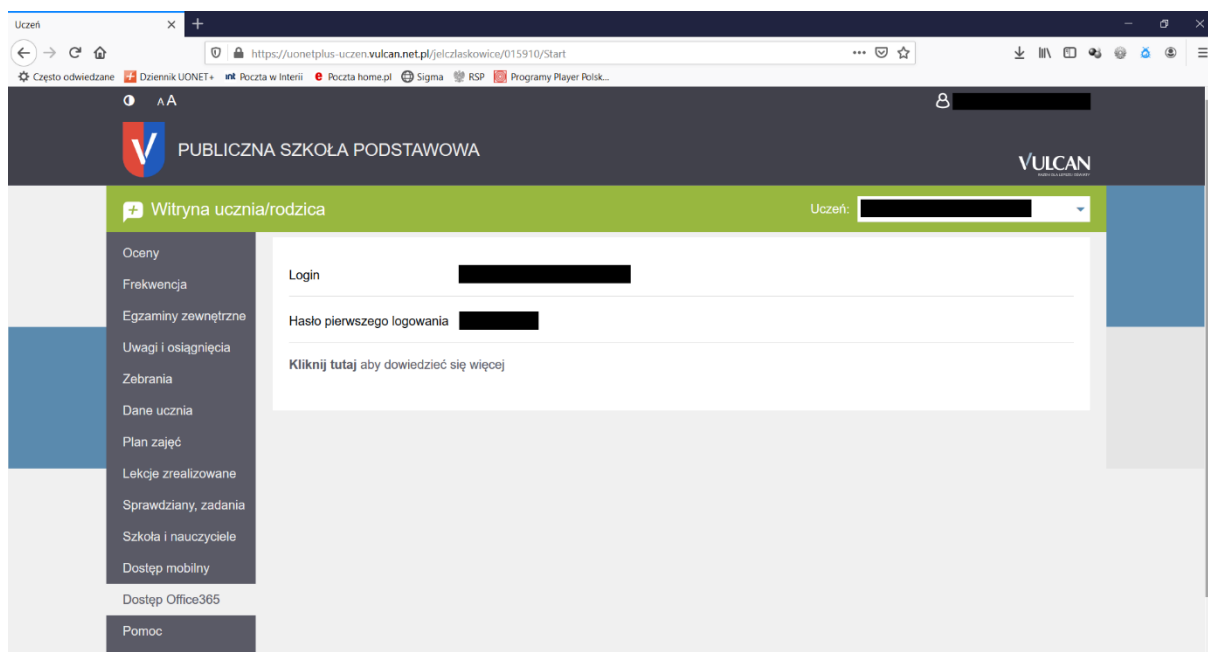 Uczeń
https://uonetplus-uczen.vulcan.net.pl/jelczlaskowice/015910/Start
Często odwiedzane Dziennik UONET+ int Poczta w Interii Poczta home.pl Sigma RSP Programy Player Polsk...
AA
PUBLICZNA SZKOŁA PODSTAWOWA
VULCAN
Witryna ucznia/rodzica
Uczeń:
Oceny
Frekwencja
Egzaminy zewnętrzne
Uwagi i osiągnięcia
Zebrania
Dane ucznia
Plan zajęć
Lekcje zrealizowane
Sprawdziany, zadania
Szkoła i nauczyciele
Dostęp mobilny
Dostęp Office365
Pomoc
Login
Hasło pierwszego logowania
Kliknij tutaj aby dowiedzieć się więcej